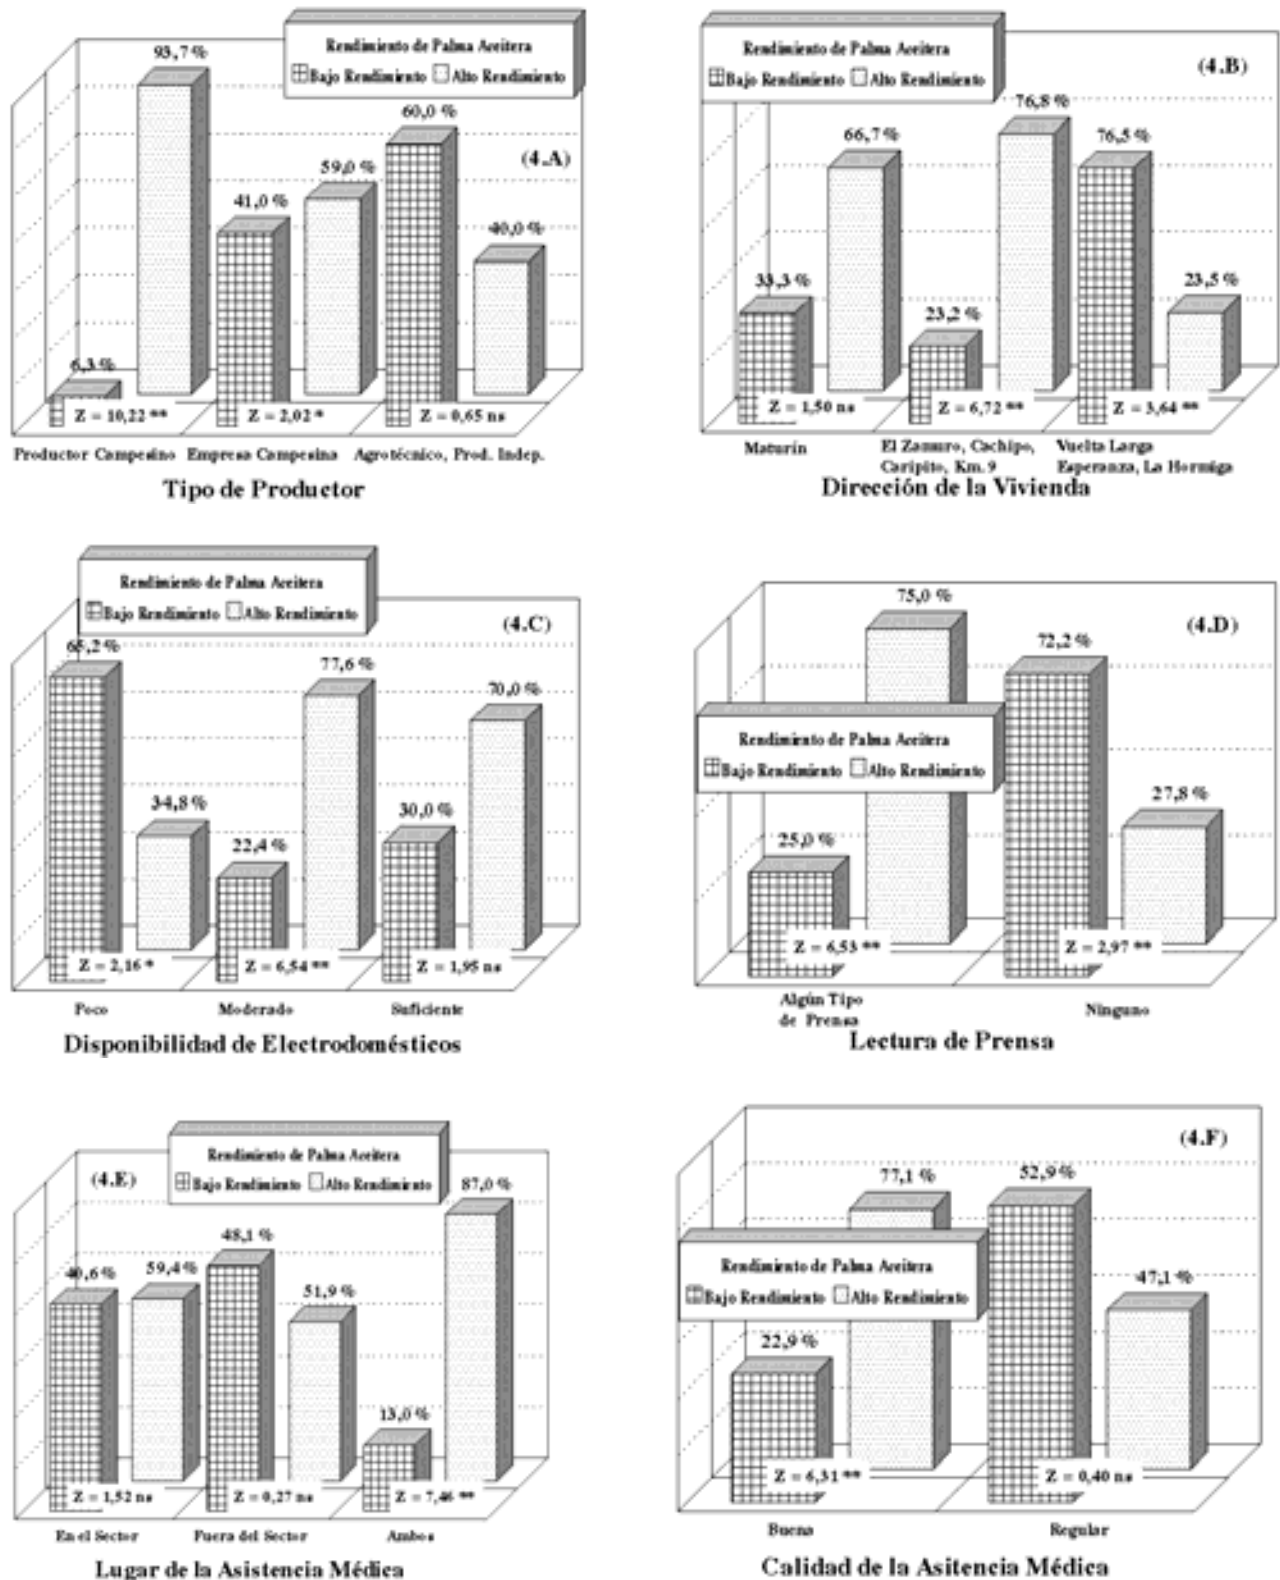 Rendimiento de Palma Aceitera
Bajo Rendimiento Alto Rendimiento
(4.A)
93,7 %
60,0 %
59,0 %
41,0 %
40,0 %
6,3 %
Z = 10,22 ** Z = 2,02 * Z = 0,65 ns
Productor Campesino Empresa Campesina Agrotécnico, Prod. Indep.
Tipo de Productor
Rendimiento de Palma Aceitera
Bajo Rendimiento Alto Rendimiento
(4.B)
76,8 %
66,7 %
76,5 %
33,3 %
23,2 %
23,5 %
Z = 1,50 ns Z = 6,72 ** Z = 3,64 **
Maturín El Zamuro, Cachipo, Vuelta Larga
Caripito, Km. 9 Esperanza, La Hormiga
Dirección de la Vivienda
Rendimiento de Palma Aceitera
Bajo Rendimiento Alto Rendimiento
(4.C)
65,2 %
77,6 %
70,0 %
34,8 %
22,4 %
30,0 %
Z = 2,16 * Z = 6,54 ** Z = 1,95 ns
Poco Moderado Suficiente
Disponibilidad de Electrodomésticos
75,0 %
(4.D)
72,2 %
Rendimiento de Palma Aceitera
Bajo Rendimiento Alto Rendimiento
27,8 %
25,0 %
Z = 6,53 ** Z = 2,97 **
Algún Tipo Ninguno
de Prensa
Lectura de Prensa
Rendimiento de Palma Aceitera
Bajo Rendimiento Alto Rendimiento
(4.E)
87,0 %
48,1 %
40,6 % 59,4 %
51,9 %
13,0 %
Z = 1,52 ns Z = 0,27 ns Z = 7,46 **
En el Sector Fuera del Sector Ambos
Lugar de la Asistencia Médica
(4.F)
77,1 % 52,9 %
Rendimiento de Palma Aceitera
Bajo Rendimiento Alto Rendimiento
47,1 %
22,9 %
Z = 6,31 ** Z = 0,40 ns
Buena Regular
Calidad de la Asitencia Médica